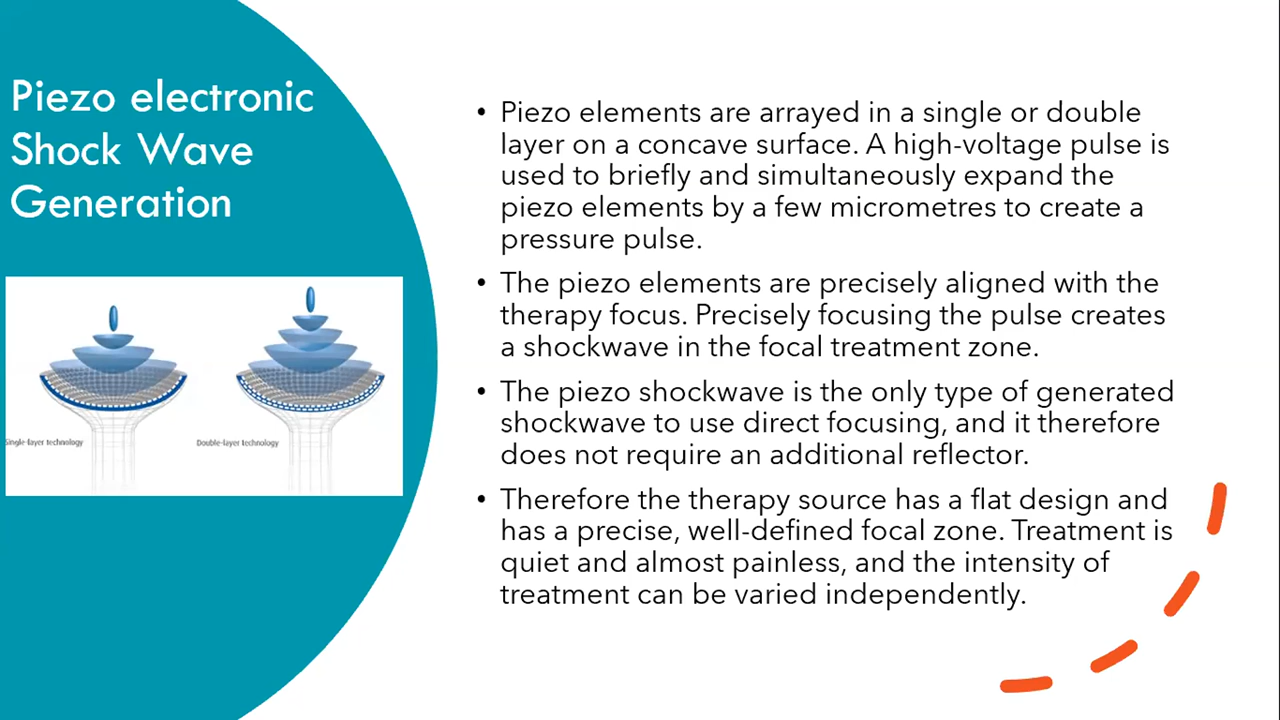 Piezo electronic
Shock Wave
Generation
Single-layer technology
Double-layer technology
• Piezo elements are arrayed in a single or double
layer on a concave surface. A high-voltage pulse is
used to briefly and simultaneously expand the
piezo elements by a few micrometres to create a
pressure pulse.
• The piezo elements are precisely aligned with the
therapy focus. Precisely focusing the pulse creates
a shockwave in the focal treatment zone.
• The piezo shockwave is the only type of generated
shockwave to use direct focusing, and it therefore
does not require an additional reflector.
• Therefore the therapy source has a flat design and
has a precise, well-defined focal zone. Treatment is
quiet and almost painless, and the intensity of
treatment can be varied independently.